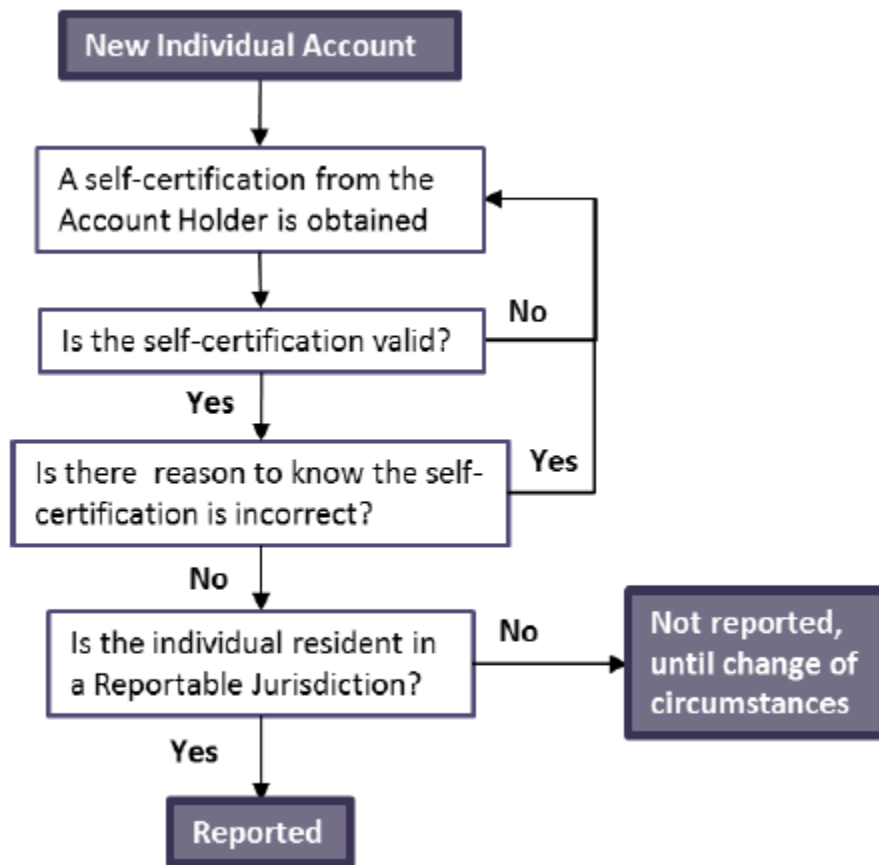 New Individual Account
A self-certification from the
Account Holder is obtained
No
Is the self-certification valid?
Yes
Is there reason to know the self-
certification is incorrect?
Yes
No
Is the individual resident in
a Reportable Jurisdiction?
No
Not reported,
until change of
circumstances
Yes
Reported